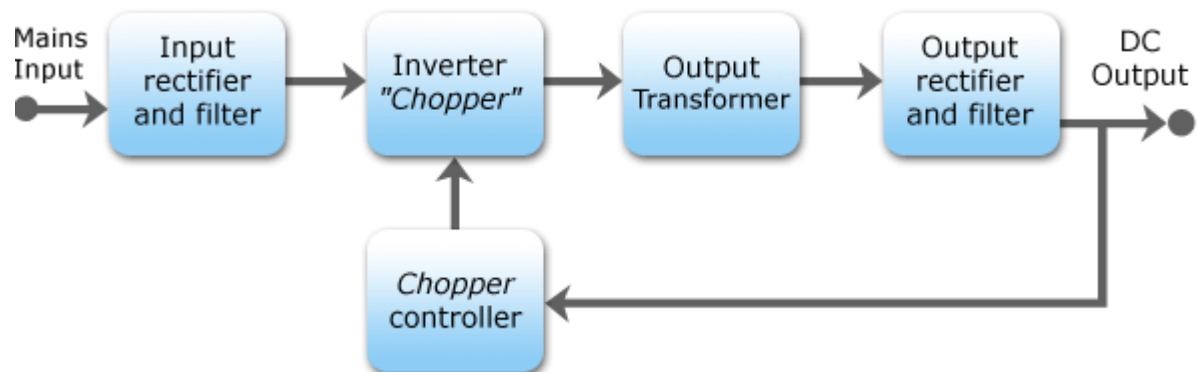 Mains
Input
Input
rectifier
and filter
Inverter
"Chopper"
Output
Transformer
Output
rectifier
and filter
DC
Output
Chopper
controller